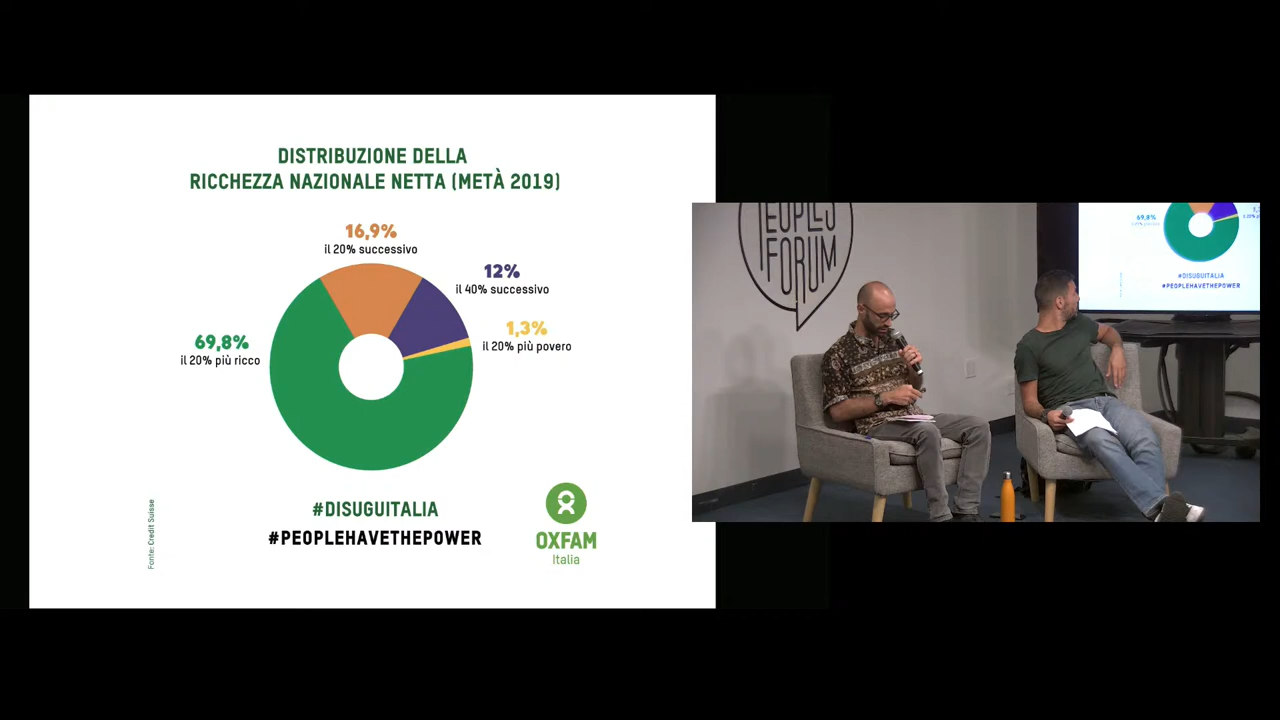 DISTRIBUZIONE DELLA
RICCHEZZA NAZIONALE NETTA (METÀ 2019)
16,9%
il 20% successivo
12%
il 40% successivo
1,3%
il 20% più povero
69,8%
il 20% più ricco
#DISUGUITALIA
#PEOPLEHAVETHEPOWER
Fonte: Credit Suisse
OXFAM
Italia
PEOPLES
FORUM
69,8%
#DISUGUITALIA
#PEOPLEHAVETHEPOWER